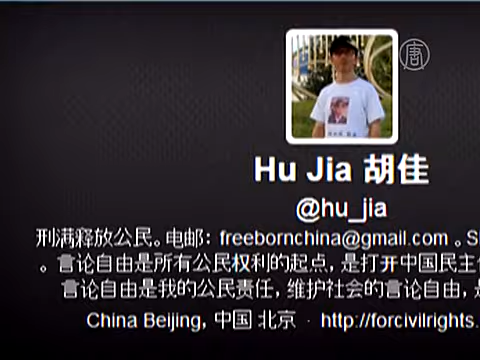 唐
Hu Jia 胡佳
@hu_jia
刑满释放公民。电邮：freebornchina@gmail.com 。S
。言论自由是所有公民权利的起点，是打开中国民主
言论自由是我的公民责任，维护社会的言论自由，是
China Beijing，中国 北京 · http://forcivilrights.